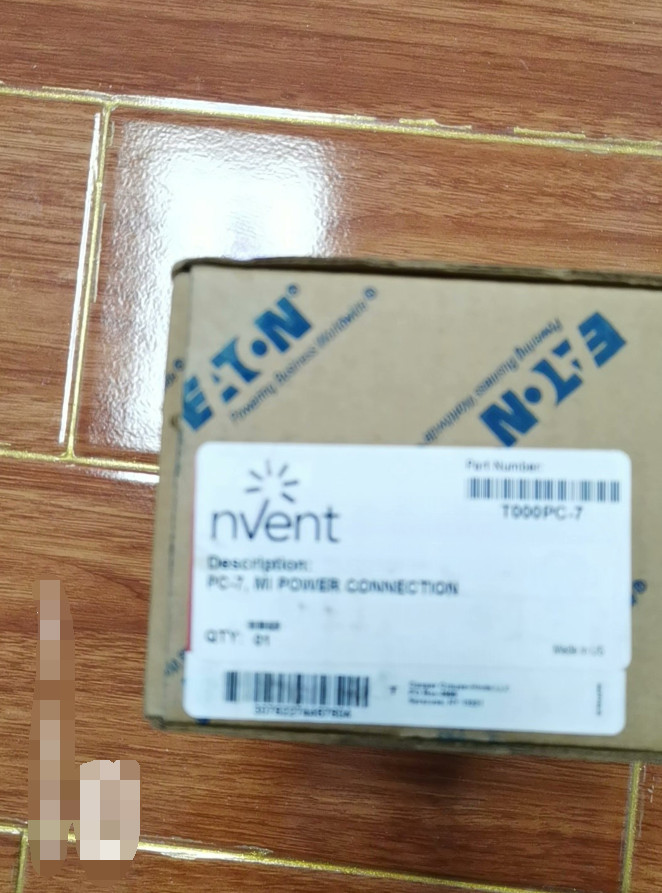 EATON
Powering Business Worldwide
EATON
Powering Business Worldwide
nVent
Part Number:
T000PC-7
Description:
PC-7, MI POWER CONNECTION
QTY: 01
Made in US